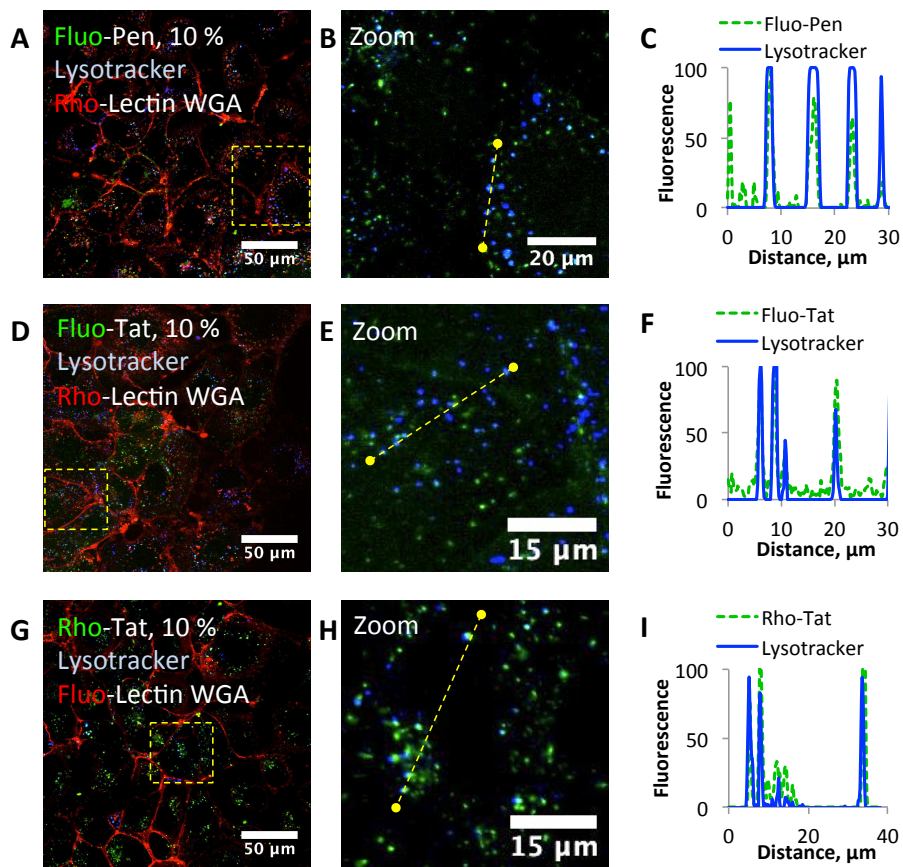 A
Fluo-Pen, 10 %
Lysotracker
Rho-Lectin WGA
50 µm
B
Zoom
20 µm
C
Fluo-Pen
Lysotracker
Fluorescence
100
50
0
0 10 20 30
Distance, µm
D
Fluo-Tat, 10 %
Lysotracker
Rho-Lectin WGA
50 µm
E
Zoom
15 µm
F
Fluo-Tat
Lysotracker
Fluorescence
100
50
0
0 10 20 30
Distance, µm
G
Rho-Tat, 10 %
Lysotracker
Fluo-Lectin WGA
50 µm
H
Zoom
15 µm
I
Rho-Tat
Lysotracker
Fluorescence
100
50
0
0 20 40
Distance, µm